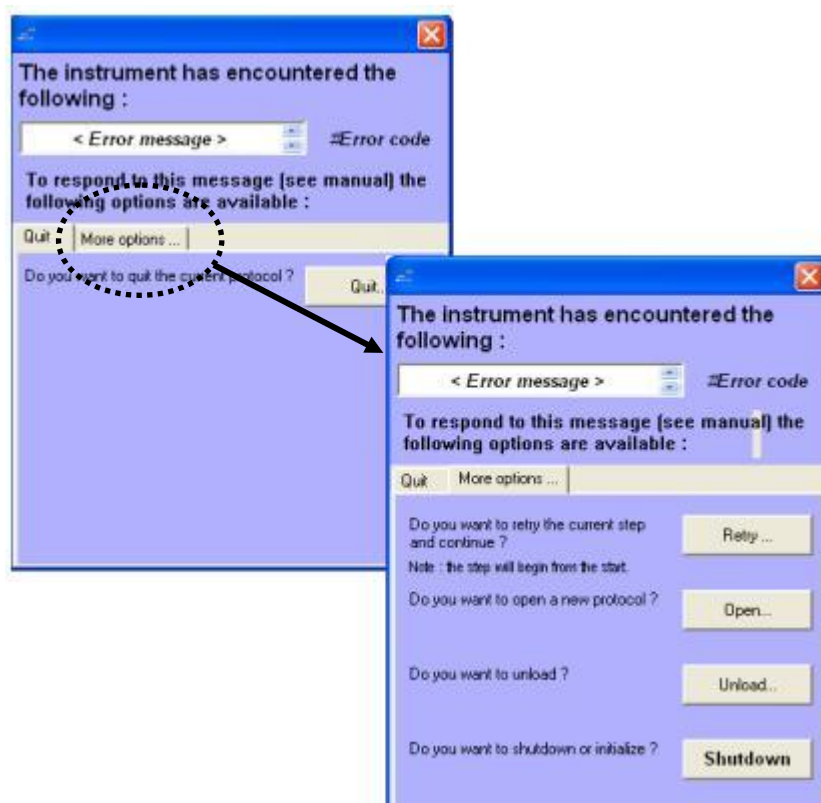 The instrument has encountered the
following :
< Error message > #Error code
To respond to this message (see manual) the
following options are available :
Quit More options ...
Do you want to quit the current protocol ? Quit..
The instrument has encountered the
following :
< Error message > #Error code
To respond to this message (see manual) the
following options are available :
Quit More options ...
Do you want to retry the current step
and continue ?
Retry ...
Note : the step will begin from the start.
Do you want to open a new protocol ?
Open...
Do you want to unload ?
Unload...
Do you want to shutdown or initialize ?
Shutdown